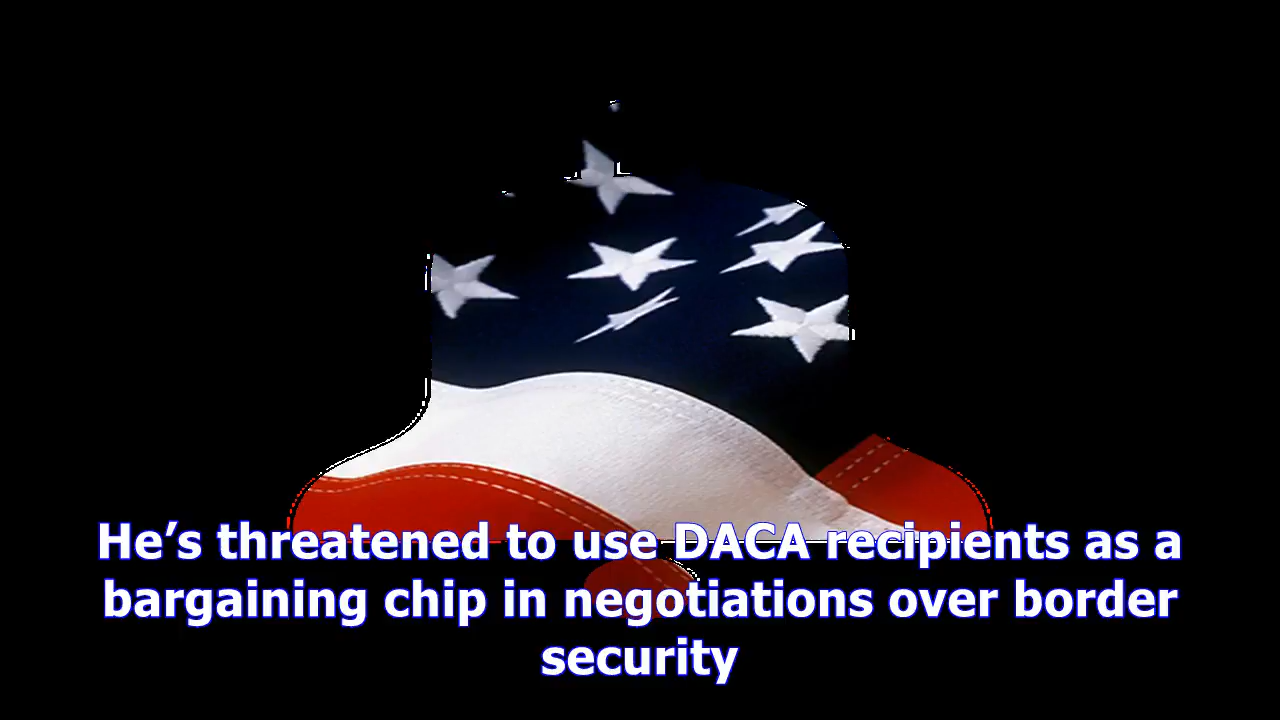 He’s threatened to use DACA recipients as a
bargaining chip in negotiations over border
security